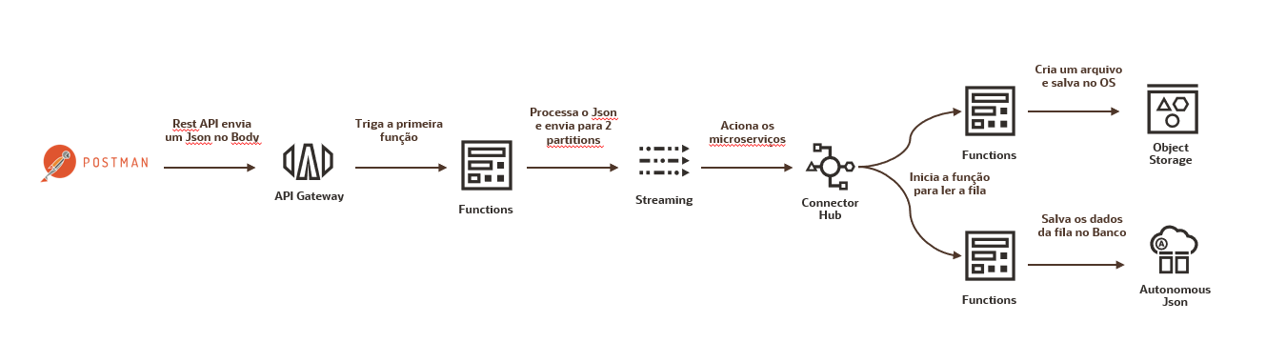 POSTMAN
Rest API envia
um Json no Body
API Gateway
Triga a primeira
função
Functions
Processa o Json
e envia para 2
partitions
Streaming
Aciona os
microserviços
Connector
Hub
Inicia a função
para ler a fila
Functions
Cria um arquivo
e salva no OS
Object
Storage
Functions
Salva os dados
da fila no Banco
A
Autonomous
Json